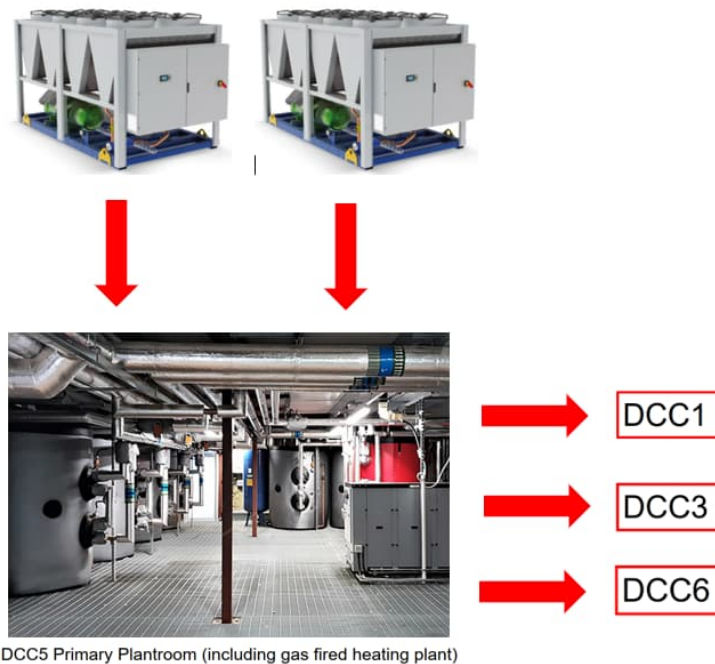 DCC1
DCC3
DCC6
DCC5 Primary Plantroom (including gas fired heating plant)